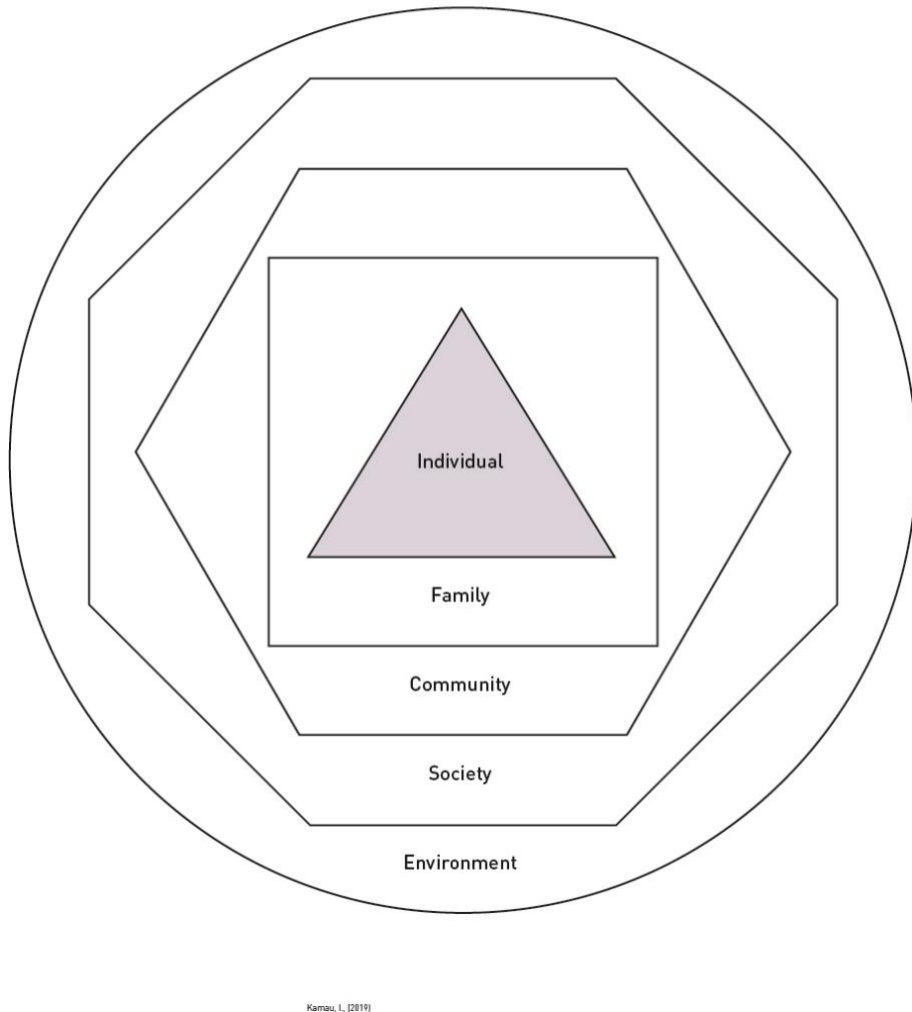 Individual
Family
Community
Society
Environment
Kamau, I., (2019)